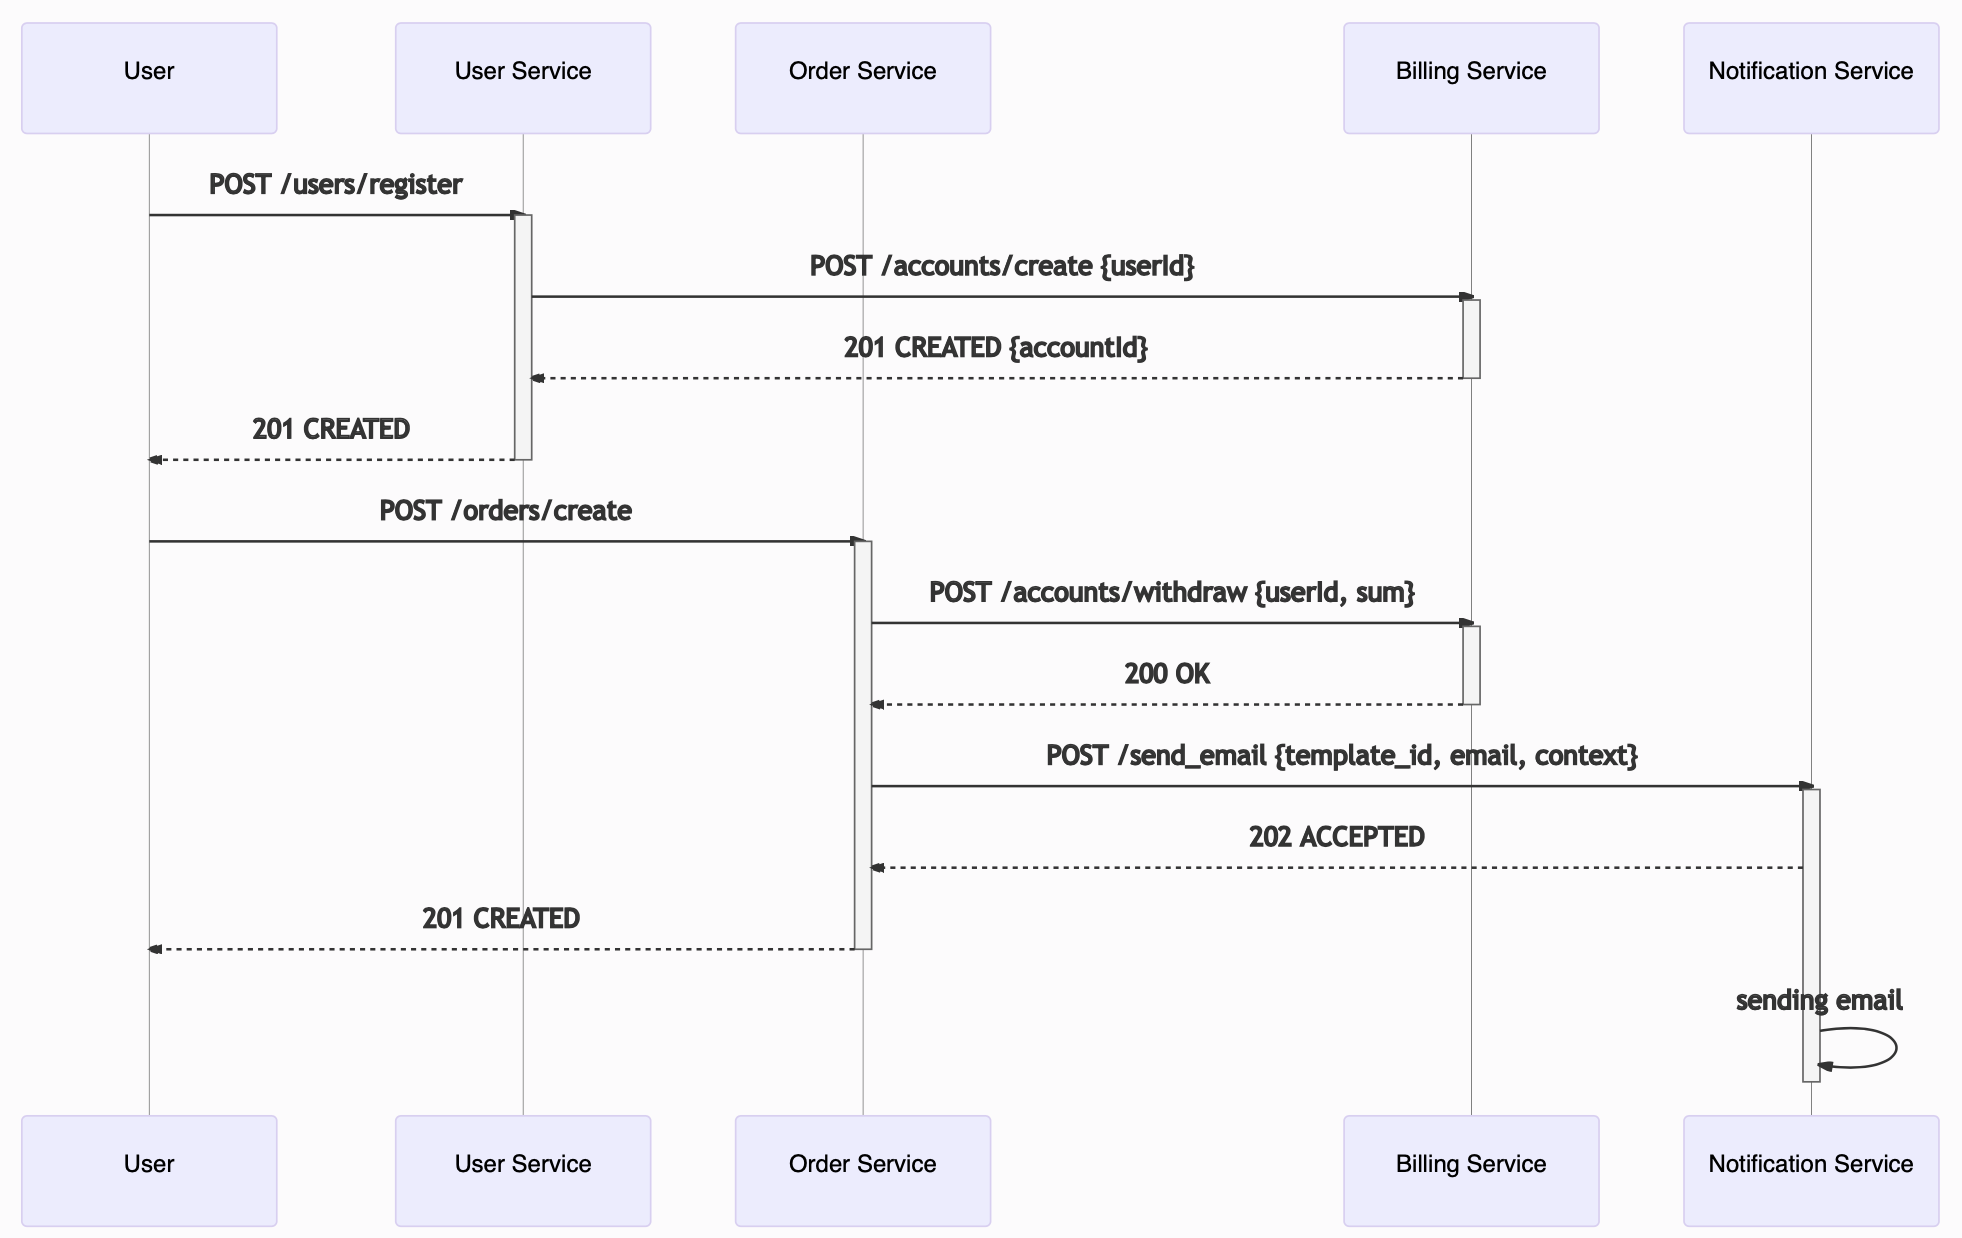 User
User Service
Order Service
Billing Service
Notification Service
POST /users/register
POST /accounts/create {userId}
201 CREATED {accountId}
201 CREATED
POST /orders/create
POST /accounts/withdraw {userId, sum}
200 OK
POST /send_email {template_id, email, context}
202 ACCEPTED
201 CREATED
sending email
User
User Service
Order Service
Billing Service
Notification Service